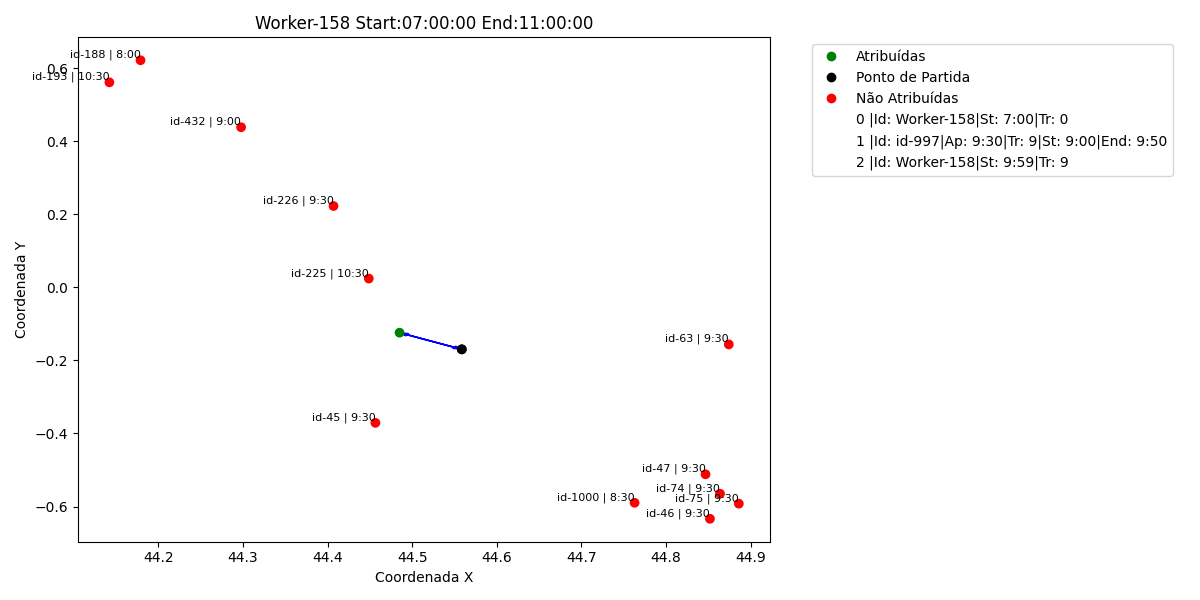 Worker-158 Start:07:00:00 End:11:00:00
Coordenada Y
0.6
0.4
0.2
0.0
−0.2
−0.4
−0.6
id-188 | 8:00
id-193 | 10:30
id-432 | 9:00
id-226 | 9:30
id-225 | 10:30
id-63 | 9:30
id-45 | 9:30
id-47 | 9:30
id-74 | 9:30
id-75 | 9:30
id-1000 | 8:30
id-46 | 9:30
44.2 44.3 44.4 44.5 44.6 44.7 44.8 44.9
Coordenada X
Atribuídas
Ponto de Partida
Não Atribuídas
0 |Id: Worker-158|St: 7:00|Tr: 0
1 |Id: id-997|Ap: 9:30|Tr: 9|St: 9:00|End: 9:50
2 |Id: Worker-158|St: 9:59|Tr: 9